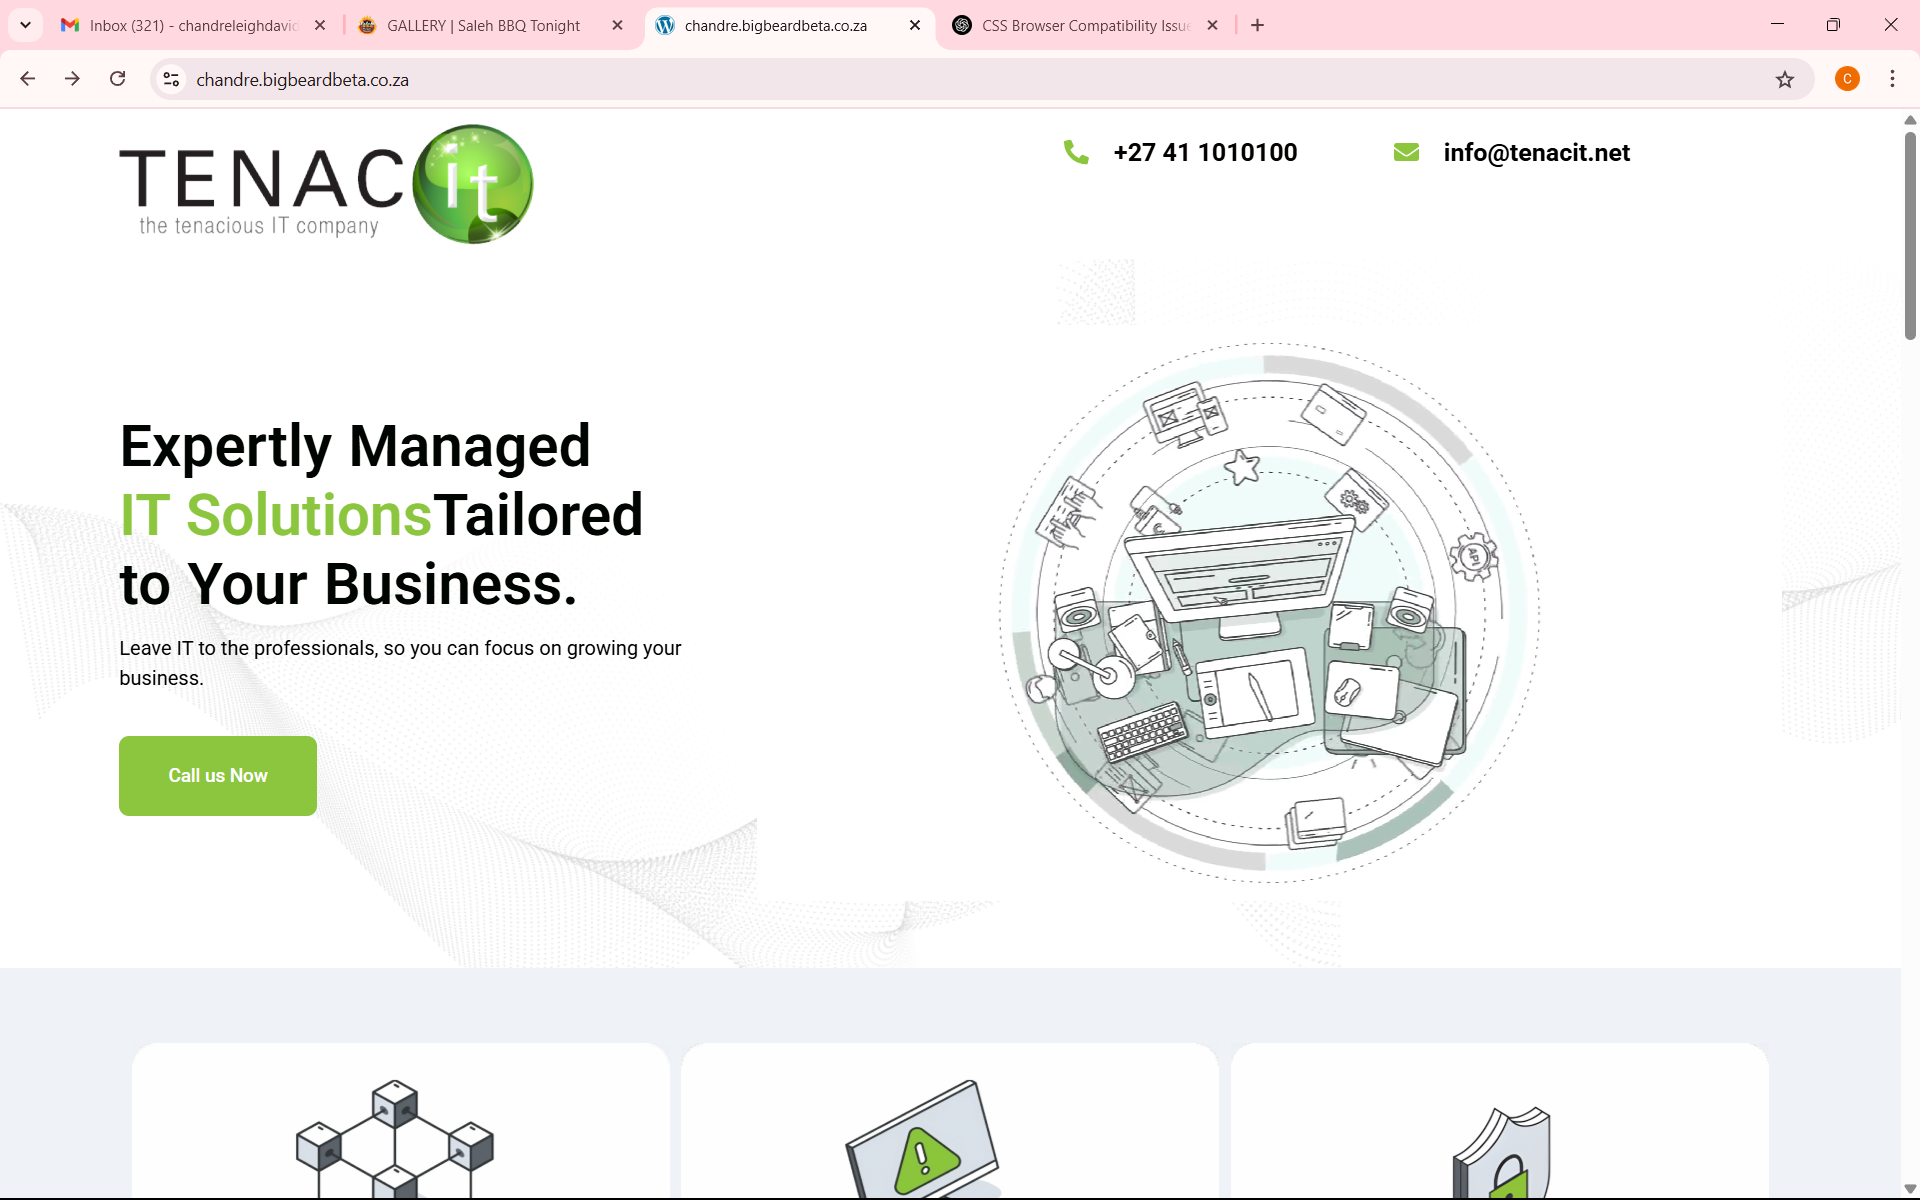 Inbox (321) - chandreleighdavid
GALLERY | Saleh BBQ Tonight
chandre.bigbeardbeta.co.za
CSS Browser Compatibility Issue
chandre.bigbeardbeta.co.za
C
TENACit
the tenacious IT company
+27 41 1010100
info@tenacit.net
Expertly Managed
IT SolutionsTailored
to Your Business.
Leave IT to the professionals, so you can focus on growing your
business.
Call us Now
API